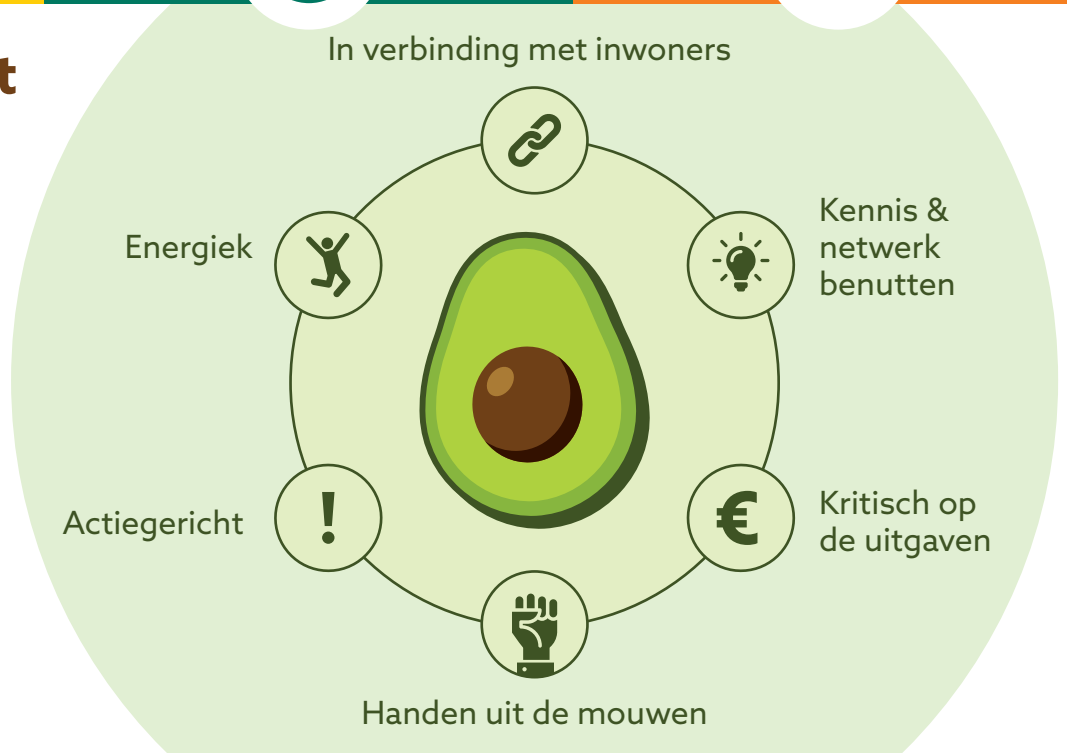 t
In verbinding met inwoners
Energiek
Kennis &
netwerk
benutten
Actiegericht
!
€
Kritisch op
de uitgaven
Handen uit de mouwen